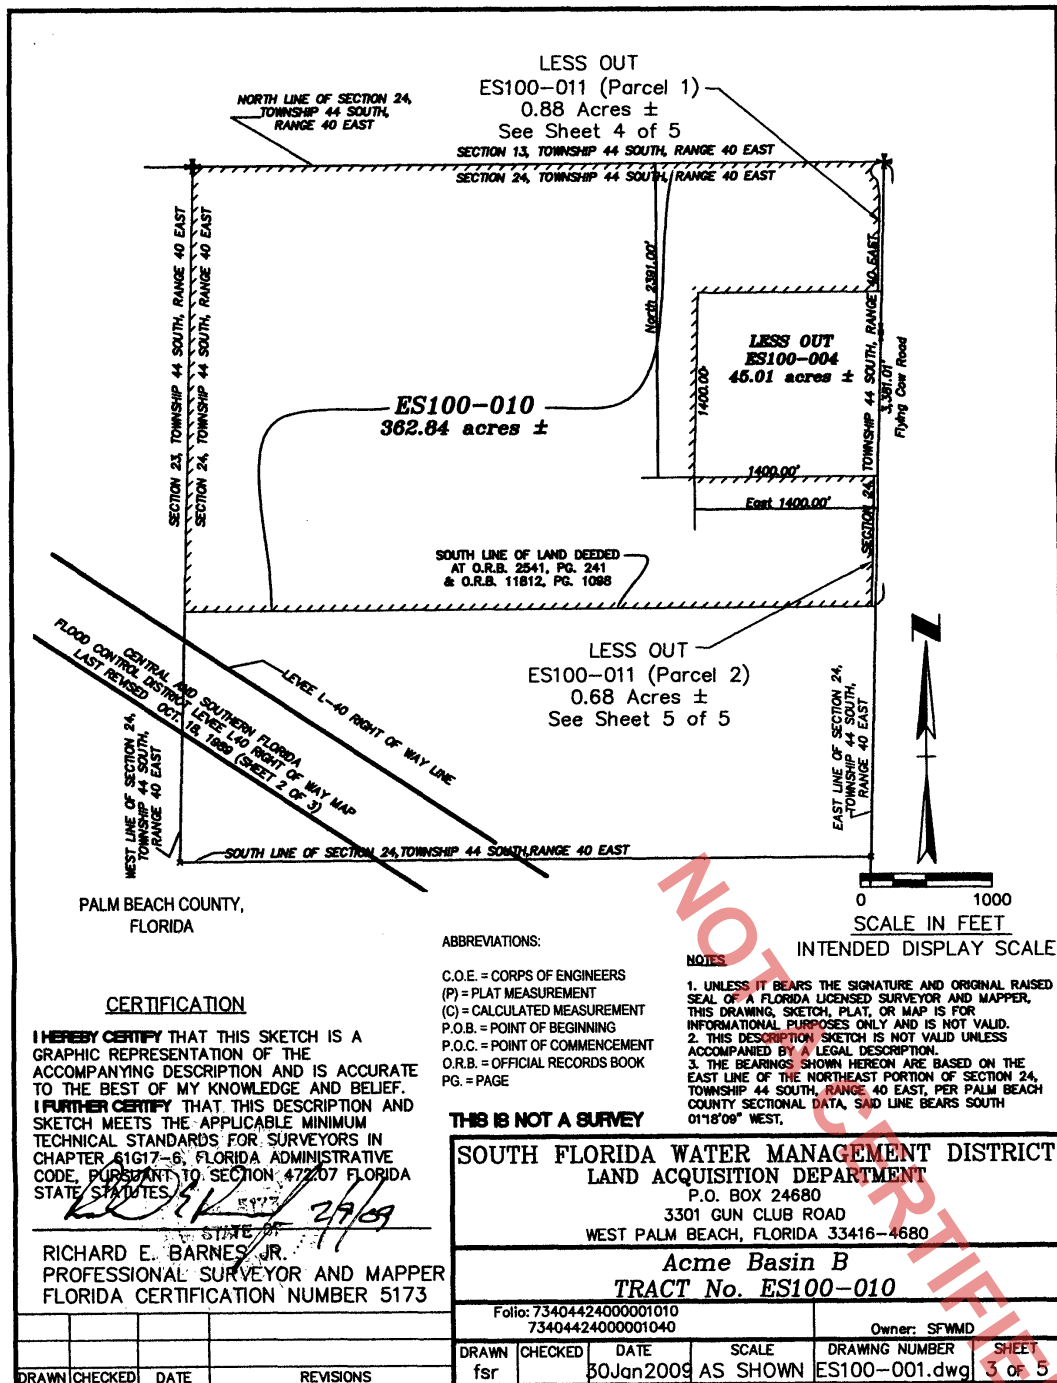 LESS OUT
ES100-011 (Parcel 1)
0.88 Acres ±
See Sheet 4 of 5
NORTH LINE OF SECTION 24,
TOWNSHIP 44 SOUTH,
RANGE 40 EAST
SECTION 13, TOWNSHIP 44 SOUTH, RANGE 40 EAST
SECTION 24, TOWNSHIP 44 SOUTH, RANGE 40 EAST
SECTION 23, TOWNSHIP 44 SOUTH, RANGE 40 EAST
SECTION 24, TOWNSHIP 44 SOUTH, RANGE 40 EAST
North 2391.00'
SECTION 24, TOWNSHIP 44 SOUTH, RANGE 40 EAST
3,381.01'
Flying Cow Road
LESS OUT
ES100-004
45.01 acres ±
1400.00'
1400.00'
East 1400.00'
ES100-010
362.84 acres ±
SOUTH LINE OF LAND DEEDED
AT O.R.B. 2541, PG. 241
& O.R.B. 11812, PG. 1098
LESS OUT
ES100-011 (Parcel 2)
0.68 Acres ±
See Sheet 5 of 5
LEVEE L-40 RIGHT OF WAY LINE
CENTRAL AND SOUTHERN FLORIDA
FLOOD CONTROL DISTRICT LEVEE L40 RIGHT OF WAY MAP
LAST REVISED OCT. 18, 1989 (SHEET 2 OF 3)
WEST LINE OF SECTION 24,
TOWNSHIP 44 SOUTH,
RANGE 40 EAST
EAST LINE OF SECTION 24,
TOWNSHIP 44 SOUTH,
RANGE 40 EAST
SOUTH LINE OF SECTION 24, TOWNSHIP 44 SOUTH, RANGE 40 EAST
N
0 1000
SCALE IN FEET
INTENDED DISPLAY SCALE
PALM BEACH COUNTY,
FLORIDA
ABBREVIATIONS:
C.O.E. = CORPS OF ENGINEERS
(P) = PLAT MEASUREMENT
(C) = CALCULATED MEASUREMENT
P.O.B. = POINT OF BEGINNING
P.O.C. = POINT OF COMMENCEMENT
O.R.B. = OFFICIAL RECORDS BOOK
PG. = PAGE
NOTES
1. UNLESS IT BEARS THE SIGNATURE AND ORIGINAL RAISED
SEAL OF A FLORIDA LICENSED SURVEYOR AND MAPPER,
THIS DRAWING, SKETCH, PLAT, OR MAP IS FOR
INFORMATIONAL PURPOSES ONLY AND IS NOT VALID.
2. THIS DESCRIPTION SKETCH IS NOT VALID UNLESS
ACCOMPANIED BY A LEGAL DESCRIPTION.
3. THE BEARINGS SHOWN HEREON ARE BASED ON THE
EAST LINE OF THE NORTHEAST PORTION OF SECTION 24,
TOWNSHIP 44 SOUTH, RANGE 40 EAST, PER PALM BEACH
COUNTY SECTIONAL DATA, SAID LINE BEARS SOUTH
01°18'09" WEST,
CERTIFICATION
I HEREBY CERTIFY THAT THIS SKETCH IS A
GRAPHIC REPRESENTATION OF THE
ACCOMPANYING DESCRIPTION AND IS ACCURATE
TO THE BEST OF MY KNOWLEDGE AND BELIEF.
I FURTHER CERTIFY THAT THIS DESCRIPTION AND
SKETCH MEETS THE APPLICABLE MINIMUM
TECHNICAL STANDARDS FOR SURVEYORS IN
CHAPTER 61G17-6, FLORIDA ADMINISTRATIVE
CODE, PURSUANT TO SECTION 472.07 FLORIDA
STATE STATUTES.
5173
STATE OF
2/9/09
RICHARD E. BARNES JR.
PROFESSIONAL SURVEYOR AND MAPPER
FLORIDA CERTIFICATION NUMBER 5173
THIS IS NOT A SURVEY
SOUTH FLORIDA WATER MANAGEMENT DISTRICT
LAND ACQUISITION DEPARTMENT
P.O. BOX 24680
3301 GUN CLUB ROAD
WEST PALM BEACH, FLORIDA 33416-4680
Acme Basin B
TRACT No. ES100-010
Folio: 73404424000001010
73404424000001040
Owner: SFWMD
DRAWN CHECKED DATE SCALE DRAWING NUMBER SHEET
fsr 30Jan2009 AS SHOWN ES100-001.dwg 3 OF 5
DRAWN CHECKED DATE REVISIONS
NOT A CERTIFIE